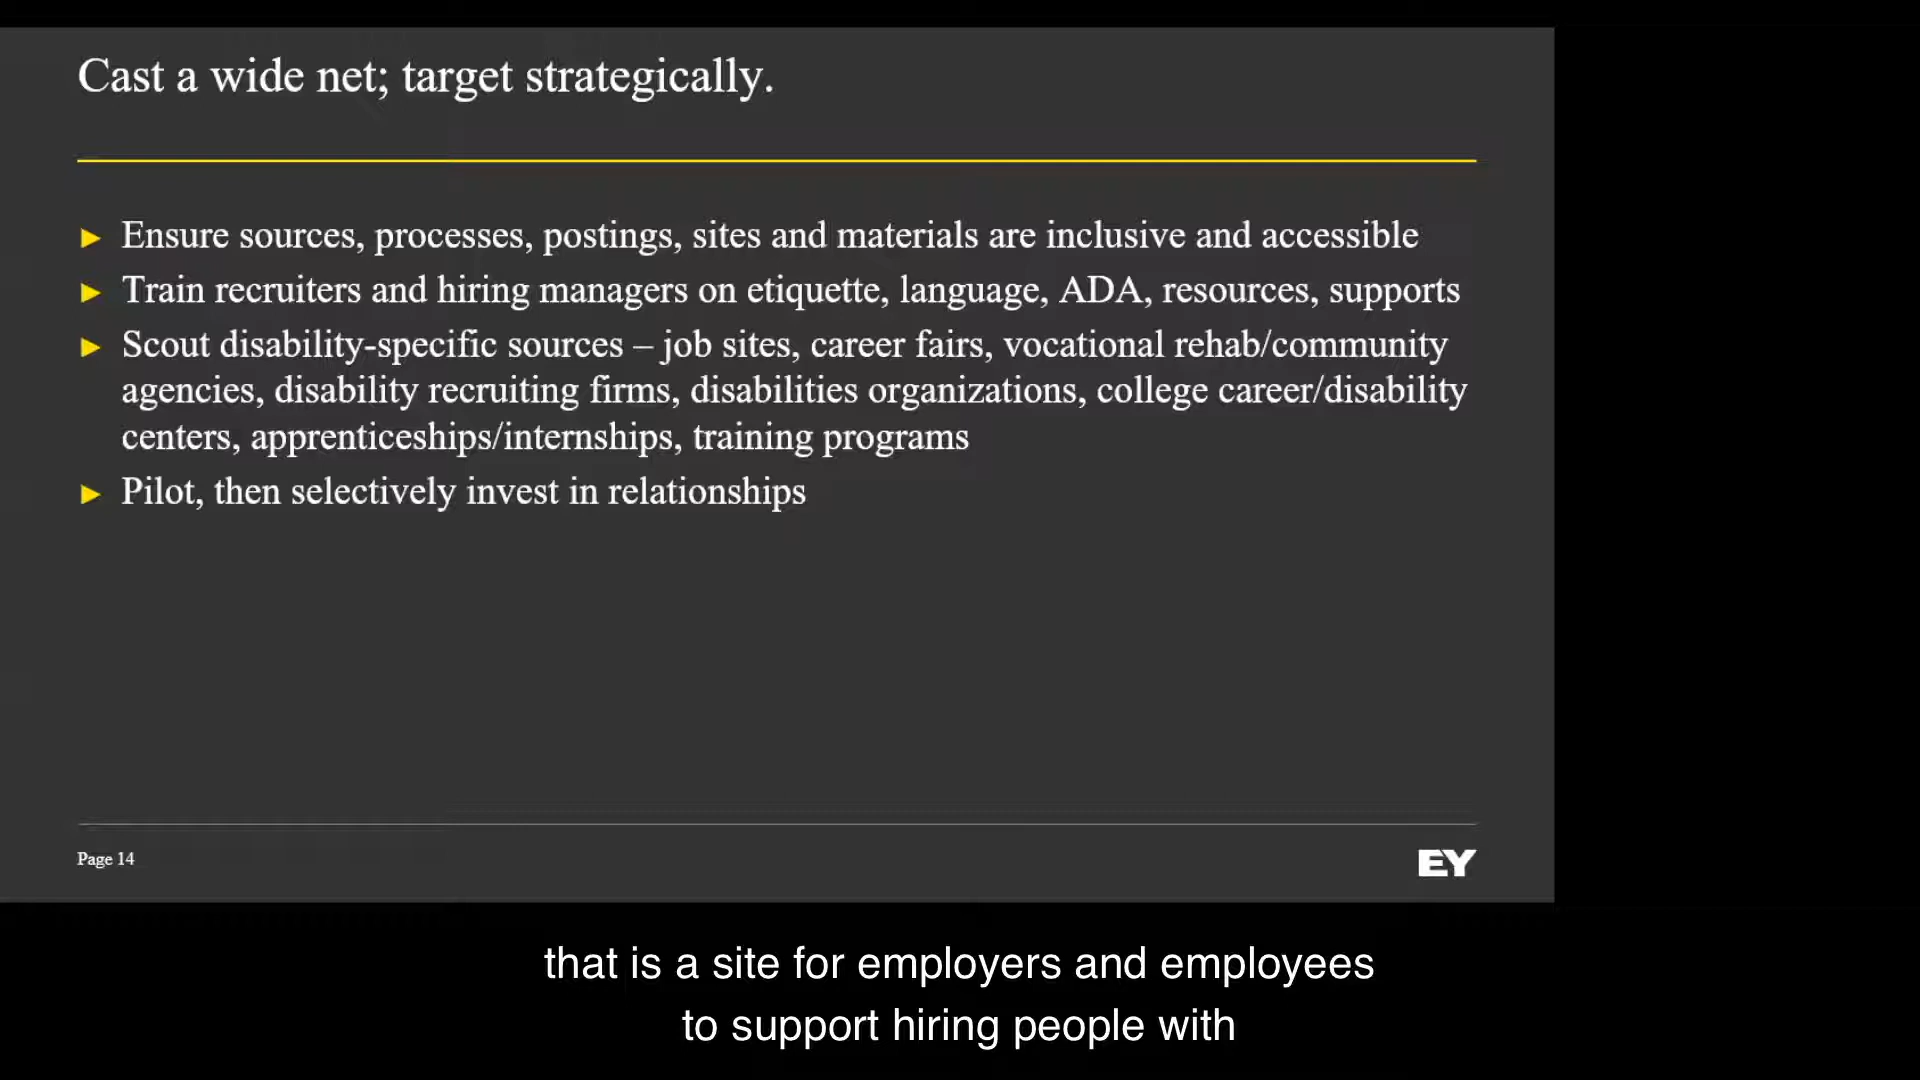 Cast a wide net; target strategically.
► Ensure sources, processes, postings, sites and materials are inclusive and accessible
► Train recruiters and hiring managers on etiquette, language, ADA, resources, supports
► Scout disability-specific sources – job sites, career fairs, vocational rehab/community
agencies, disability recruiting firms, disabilities organizations, college career/disability
centers, apprenticeships/internships, training programs
► Pilot, then selectively invest in relationships
Page 14
EY
that is a site for employers and employees
to support hiring people with